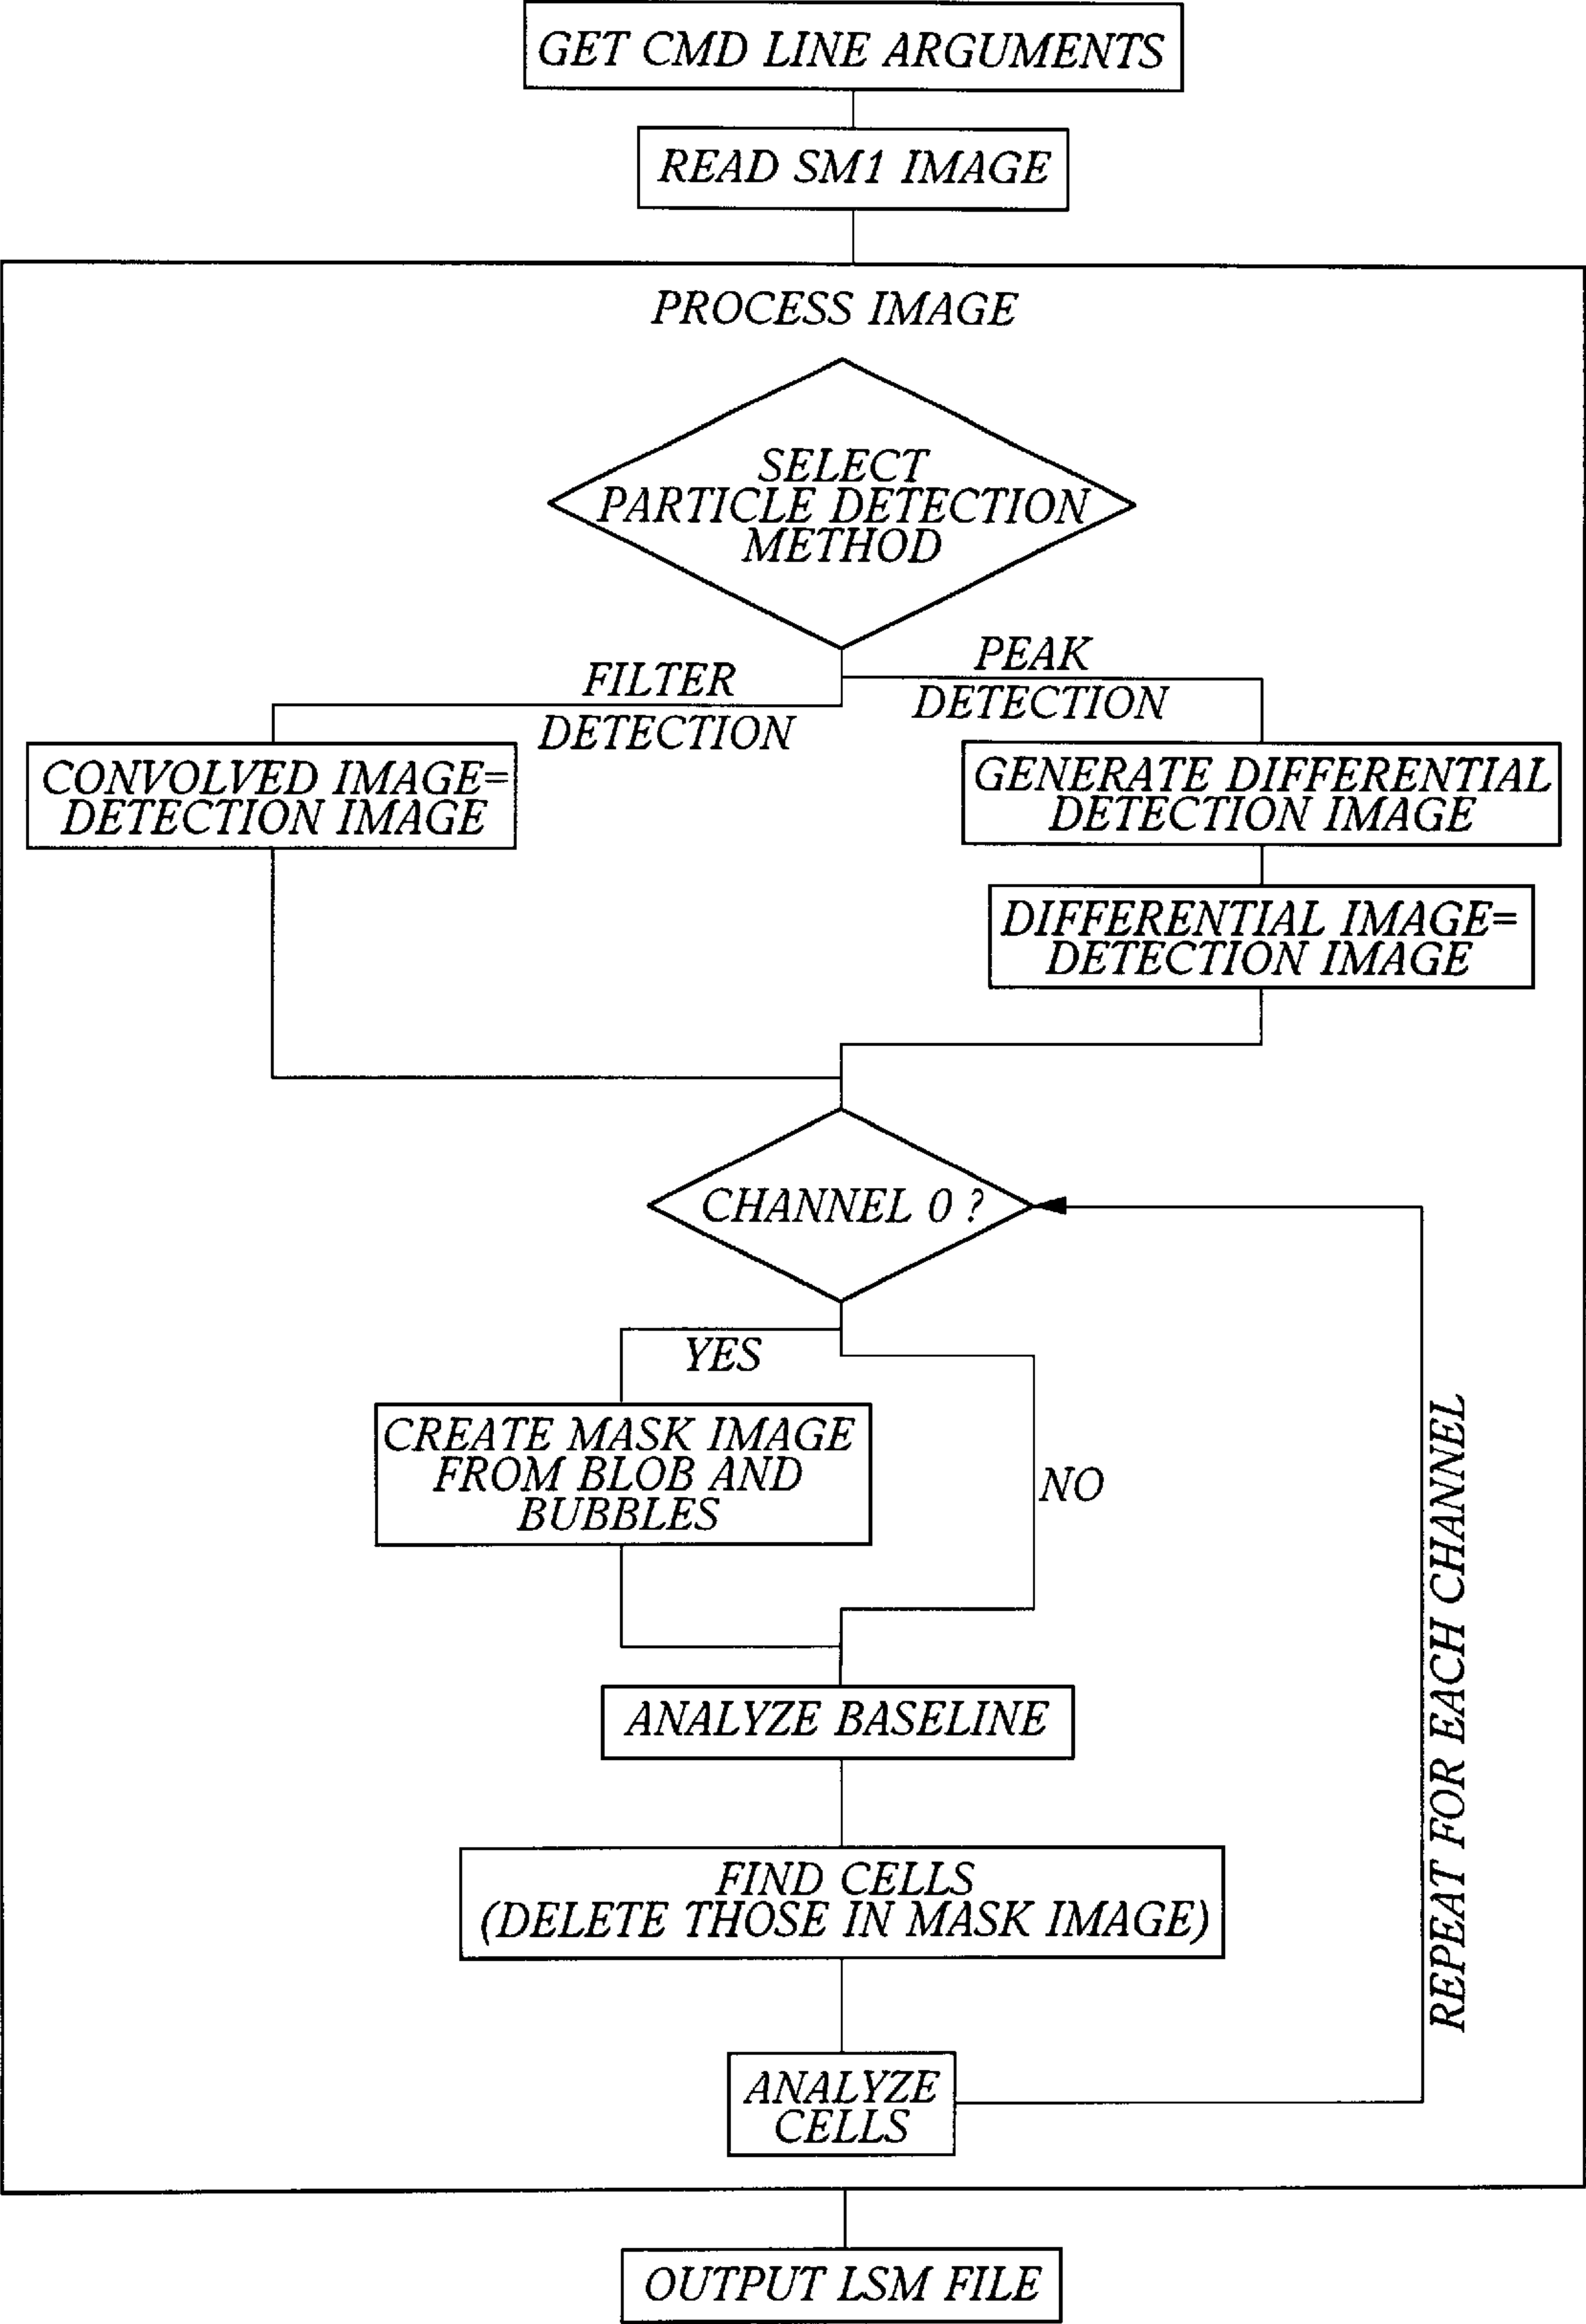 GET CMD LINE ARGUMENTS
READ SM1 IMAGE
PROCESS IMAGE
SELECT
PARTICLE DETECTION
METHOD
FILTER
DETECTION
PEAK
DETECTION
CONVOLVED IMAGE=
DETECTION IMAGE
GENERATE DIFFERENTIAL
DETECTION IMAGE
DIFFERENTIAL IMAGE=
DETECTION IMAGE
CHANNEL 0 ?
YES
NO
CREATE MASK IMAGE
FROM BLOB AND
BUBBLES
ANALYZE BASELINE
FIND CELLS
(DELETE THOSE IN MASK IMAGE)
ANALYZE
CELLS
REPEAT FOR EACH CHANNEL
OUTPUT LSM FILE